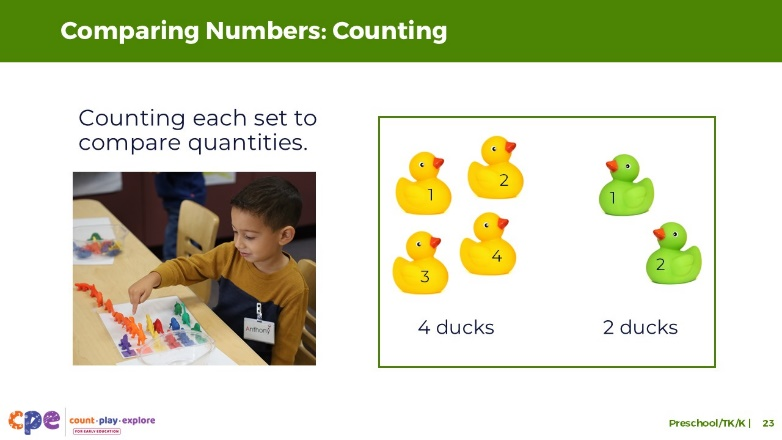 Comparing Numbers: Counting
Counting each set to
compare quantities.
Anthony
1
2
3
4
1
2
4 ducks
2 ducks
cpe
count·play·explore
FOR EARLY EDUCATION
Preschool/TK/K | 23